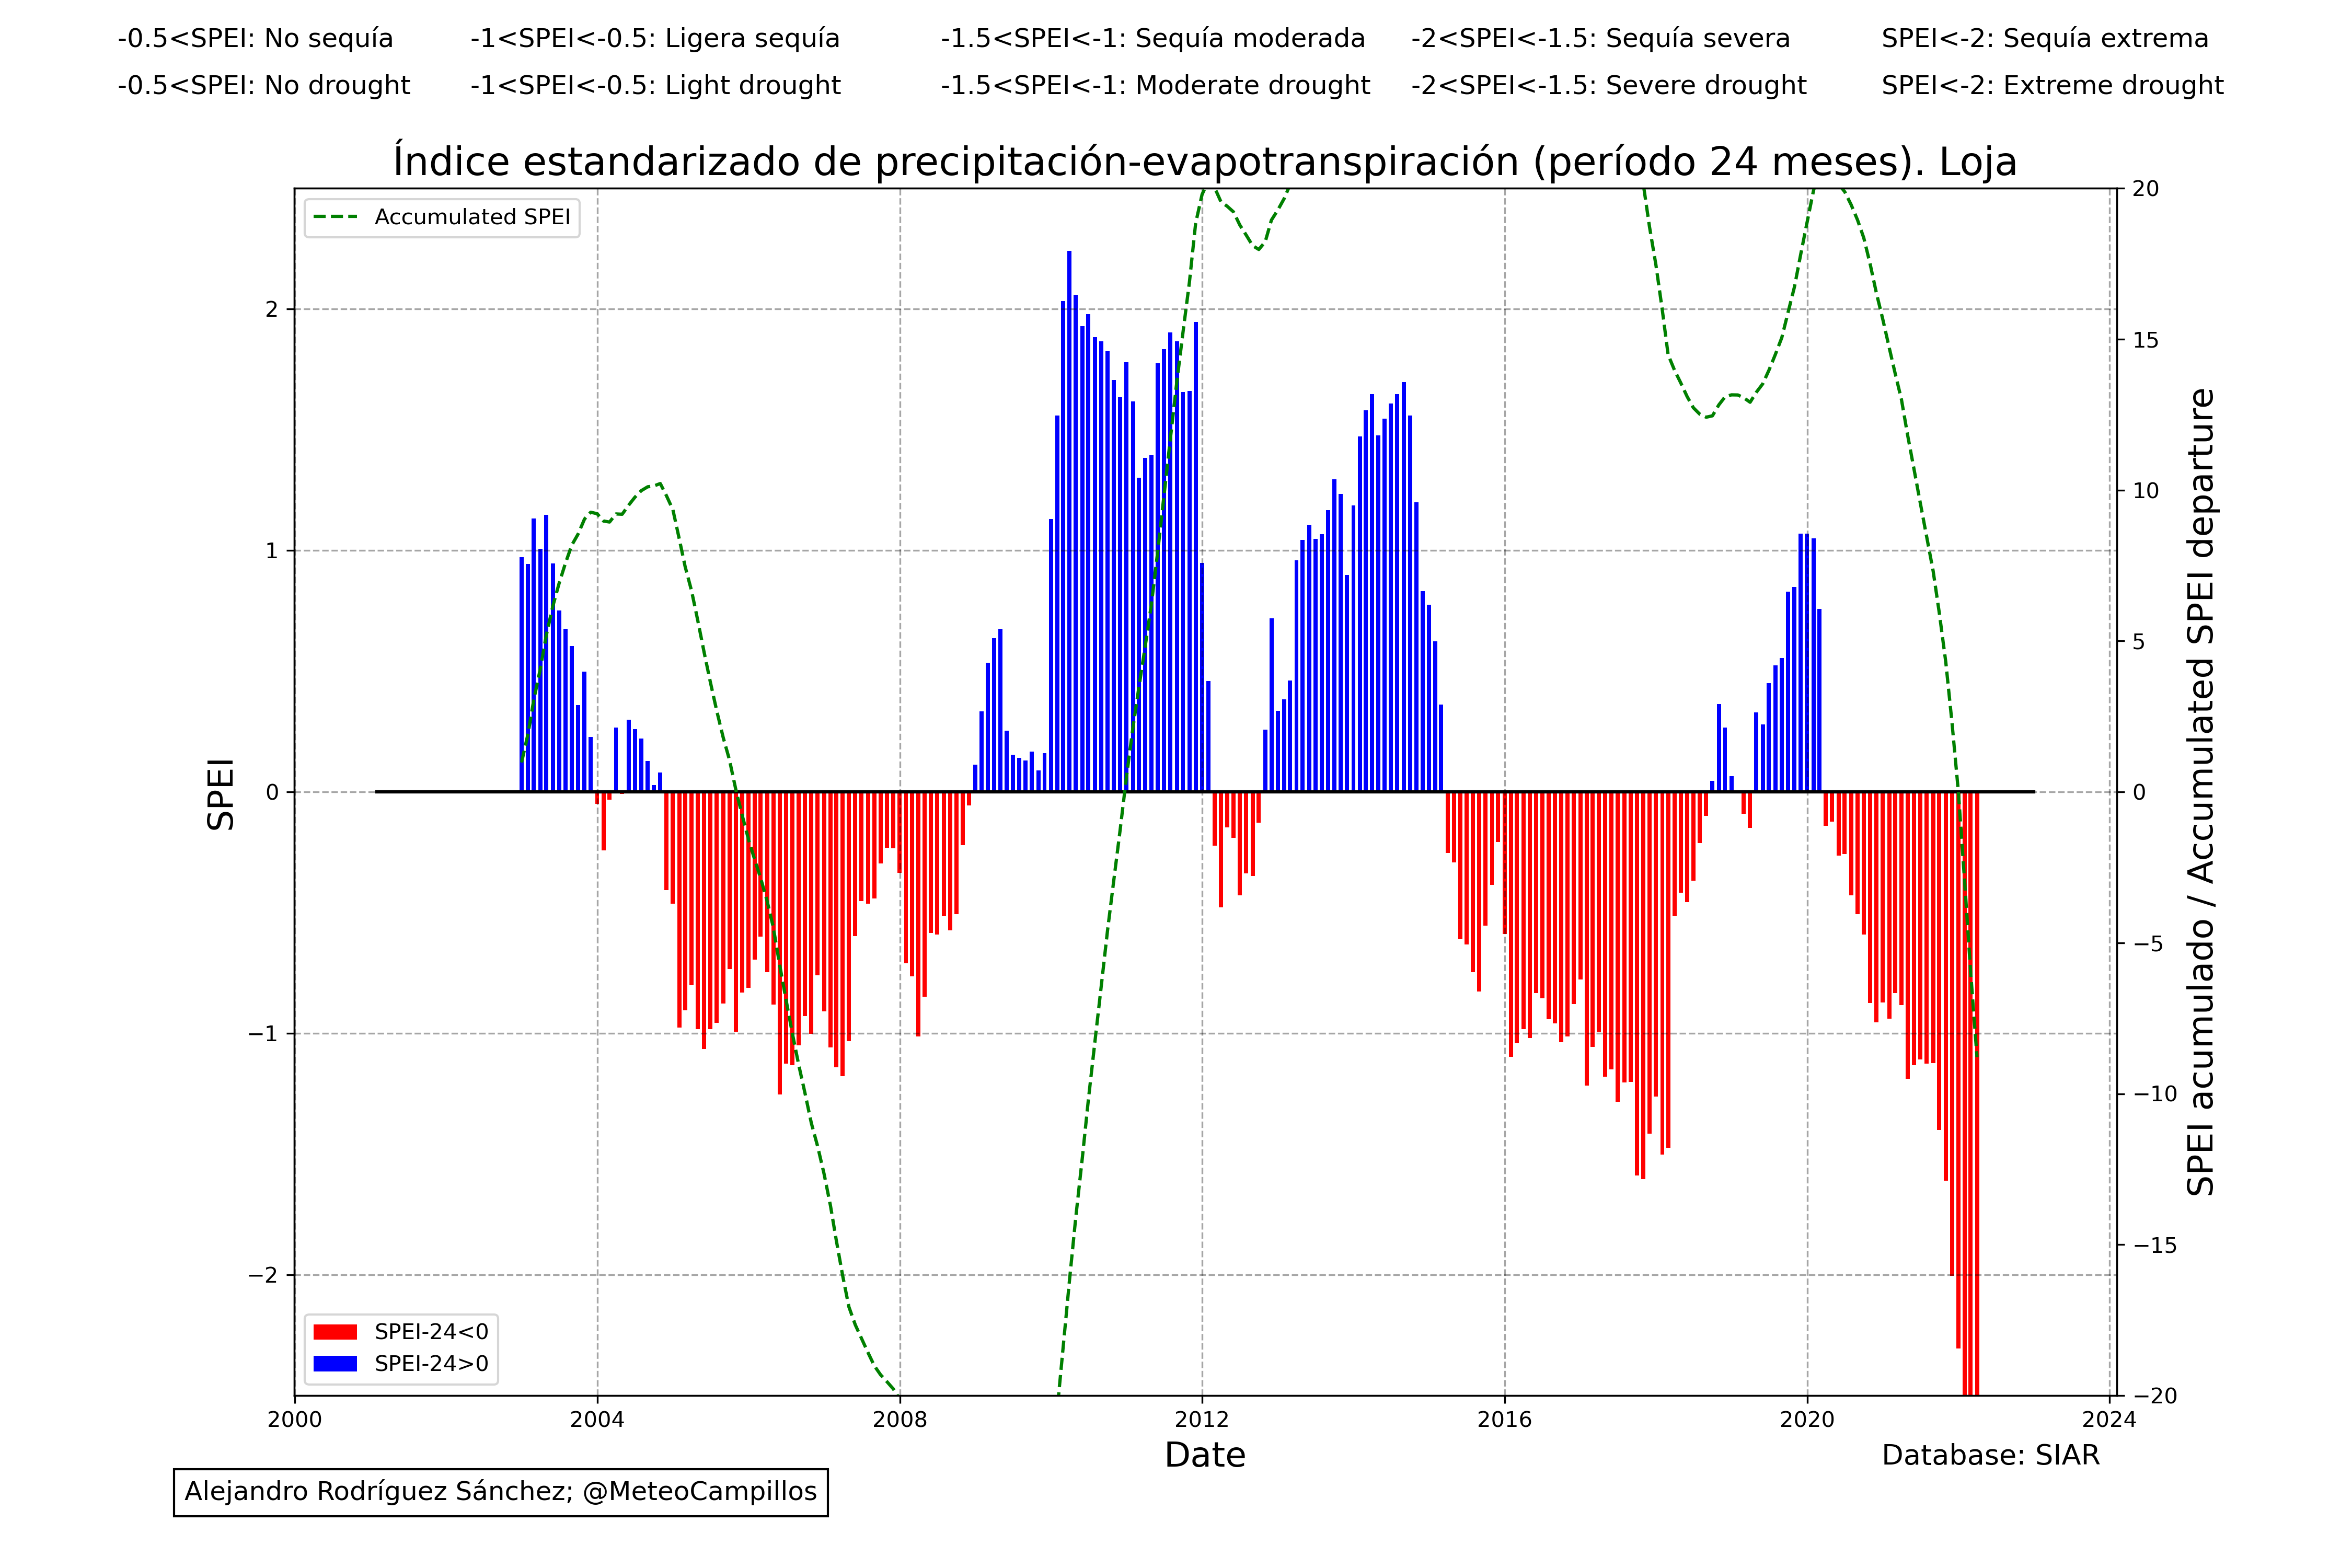 -0.5<SPEI: No sequía -1<SPEI<-0.5: Ligera sequía -1.5<SPEI<-1: Sequía moderada -2<SPEI<-1.5: Sequía severa SPEI<-2: Sequía extrema
-0.5<SPEI: No drought -1<SPEI<-0.5: Light drought -1.5<SPEI<-1: Moderate drought -2<SPEI<-1.5: Severe drought SPEI<-2: Extreme drought
Índice estandarizado de precipitación-evapotranspiración (período 24 meses). Loja
Accumulated SPEI
2
1
0
−1
−2
SPEI
20
15
10
5
0
−5
−10
−15
−20
SPEI acumulado / Accumulated SPEI departure
SPEI-24<0
SPEI-24>0
2000 2004 2008 2012 2016 2020 2024
Date
Database: SIAR
Alejandro Rodríguez Sánchez; @MeteoCampillos